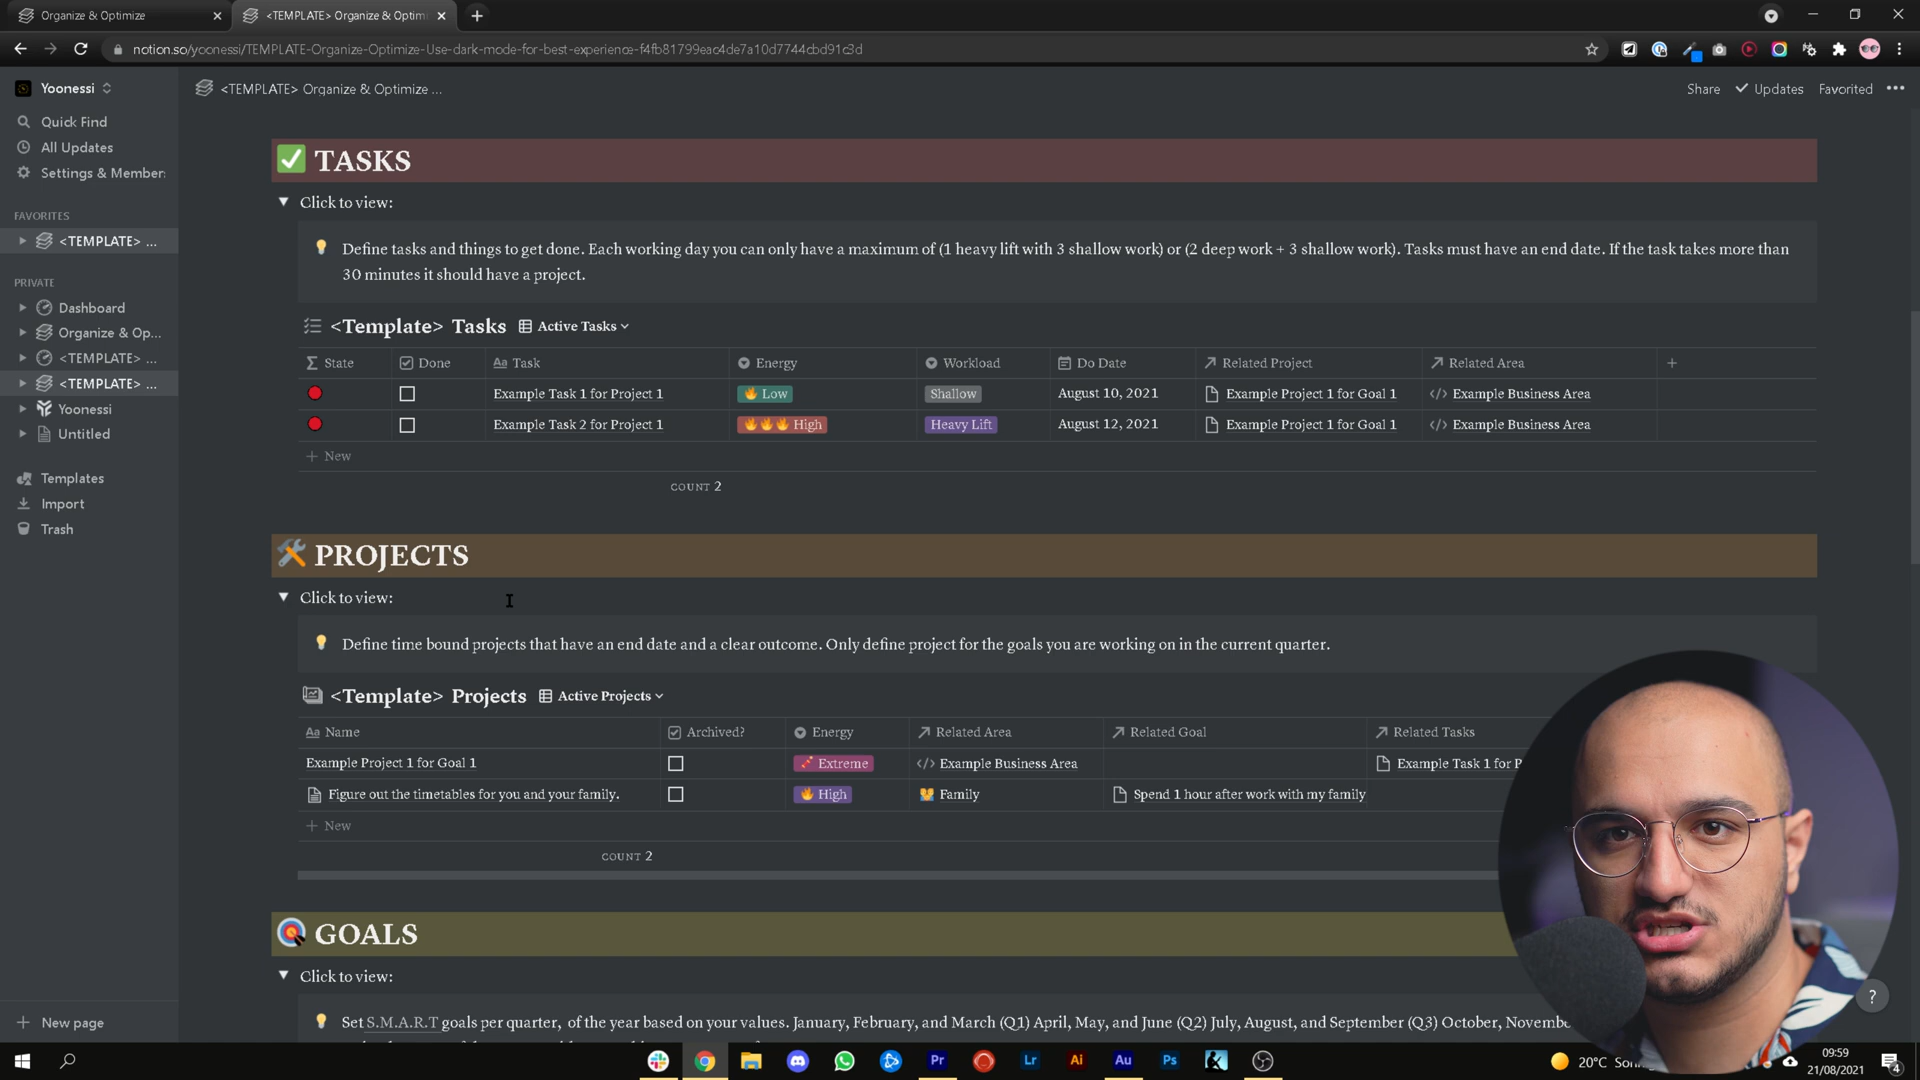 Organize & Optimize
<TEMPLATE> Organize & Optim
notion.so/yoonessi/TEMPLATE-Organize-Optimize-Use-dark-mode-for-best-experience-f4fb81799eac4de7a10d7744cbd91c3d
Yoonessi
<TEMPLATE> Organize & Optimize ...
Share
Updates
Favorited
Quick Find
All Updates
Settings & Member
FAVORITES
<TEMPLATE> ...
PRIVATE
Dashboard
Organize & Op...
<TEMPLATE> ...
<TEMPLATE> ...
Yoonessi
Untitled
Templates
Import
Trash
New page
TASKS
Click to view:
Define tasks and things to get done. Each working day you can only have a maximum of (1 heavy lift with 3 shallow work) or (2 deep work + 3 shallow work). Tasks must have an end date. If the task takes more than
30 minutes it should have a project.
<Template> Tasks Active Tasks
State Done Aa Task Energy Workload Do Date Related Project Related Area
Example Task 1 for Project 1 Low Shallow August 10, 2021 Example Project 1 for Goal 1 </> Example Business Area
Example Task 2 for Project 1 High Heavy Lift August 12, 2021 Example Project 1 for Goal 1 </> Example Business Area
+ New
COUNT 2
PROJECTS
Click to view:
Define time bound projects that have an end date and a clear outcome. Only define project for the goals you are working on in the current quarter.
<Template> Projects Active Projects
Aa Name Archived? Energy Related Area Related Goal Related Tasks
Example Project 1 for Goal 1 Extreme </> Example Business Area Example Task 1 for P
Figure out the timetables for you and your family. High Family Spend 1 hour after work with my family
+ New
COUNT 2
GOALS
Click to view:
Set S.M.A.R.T goals per quarter, of the year based on your values. January, February, and March (Q1) April, May, and June (Q2) July, August, and September (Q3) October, Novembe
?
Pr
Lr
Ai
Au
Ps
20°C
09:59
21/08/2021
4